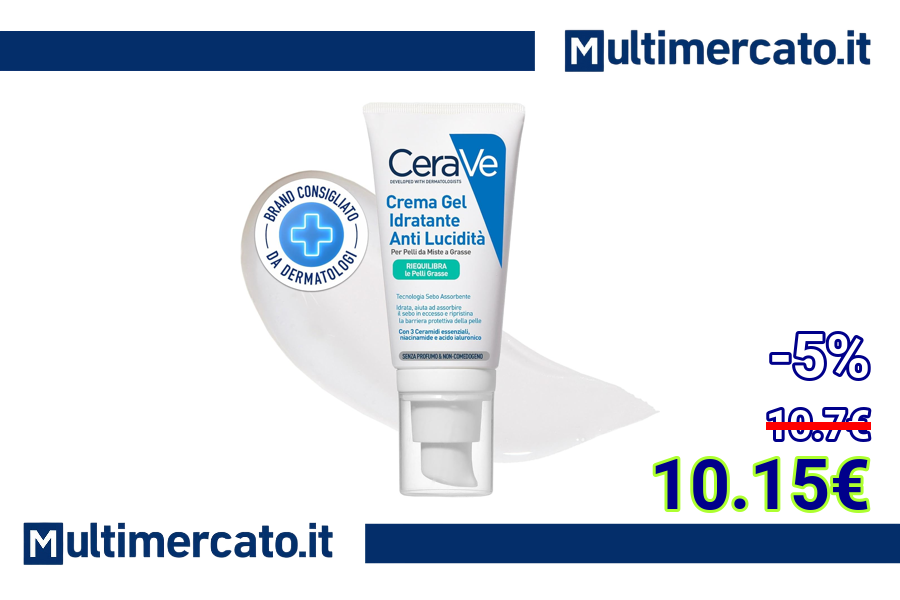 Multimercato.it
CeraVe
DEVELOPED WITH DERMATOLOGISTS
Crema Gel
Idratante
Anti Lucidità
Per Pelli da Miste a Grasse
RIEQUILIBRA
le Pelli Grasse
Tecnologia Sebo Assorbente
Idrata, aiuta ad assorbire
il sebo in eccesso e ripristina
la barriera protettiva della pelle
Con 3 Ceramidi essenziali,
niacinamide e acido ialuronico
SENZA PROFUMO & NON-COMEDOGENO
BRAND CONSIGLIATO
DA DERMATOLOGI
-5%
10.7€
10.15€
Multimercato.it